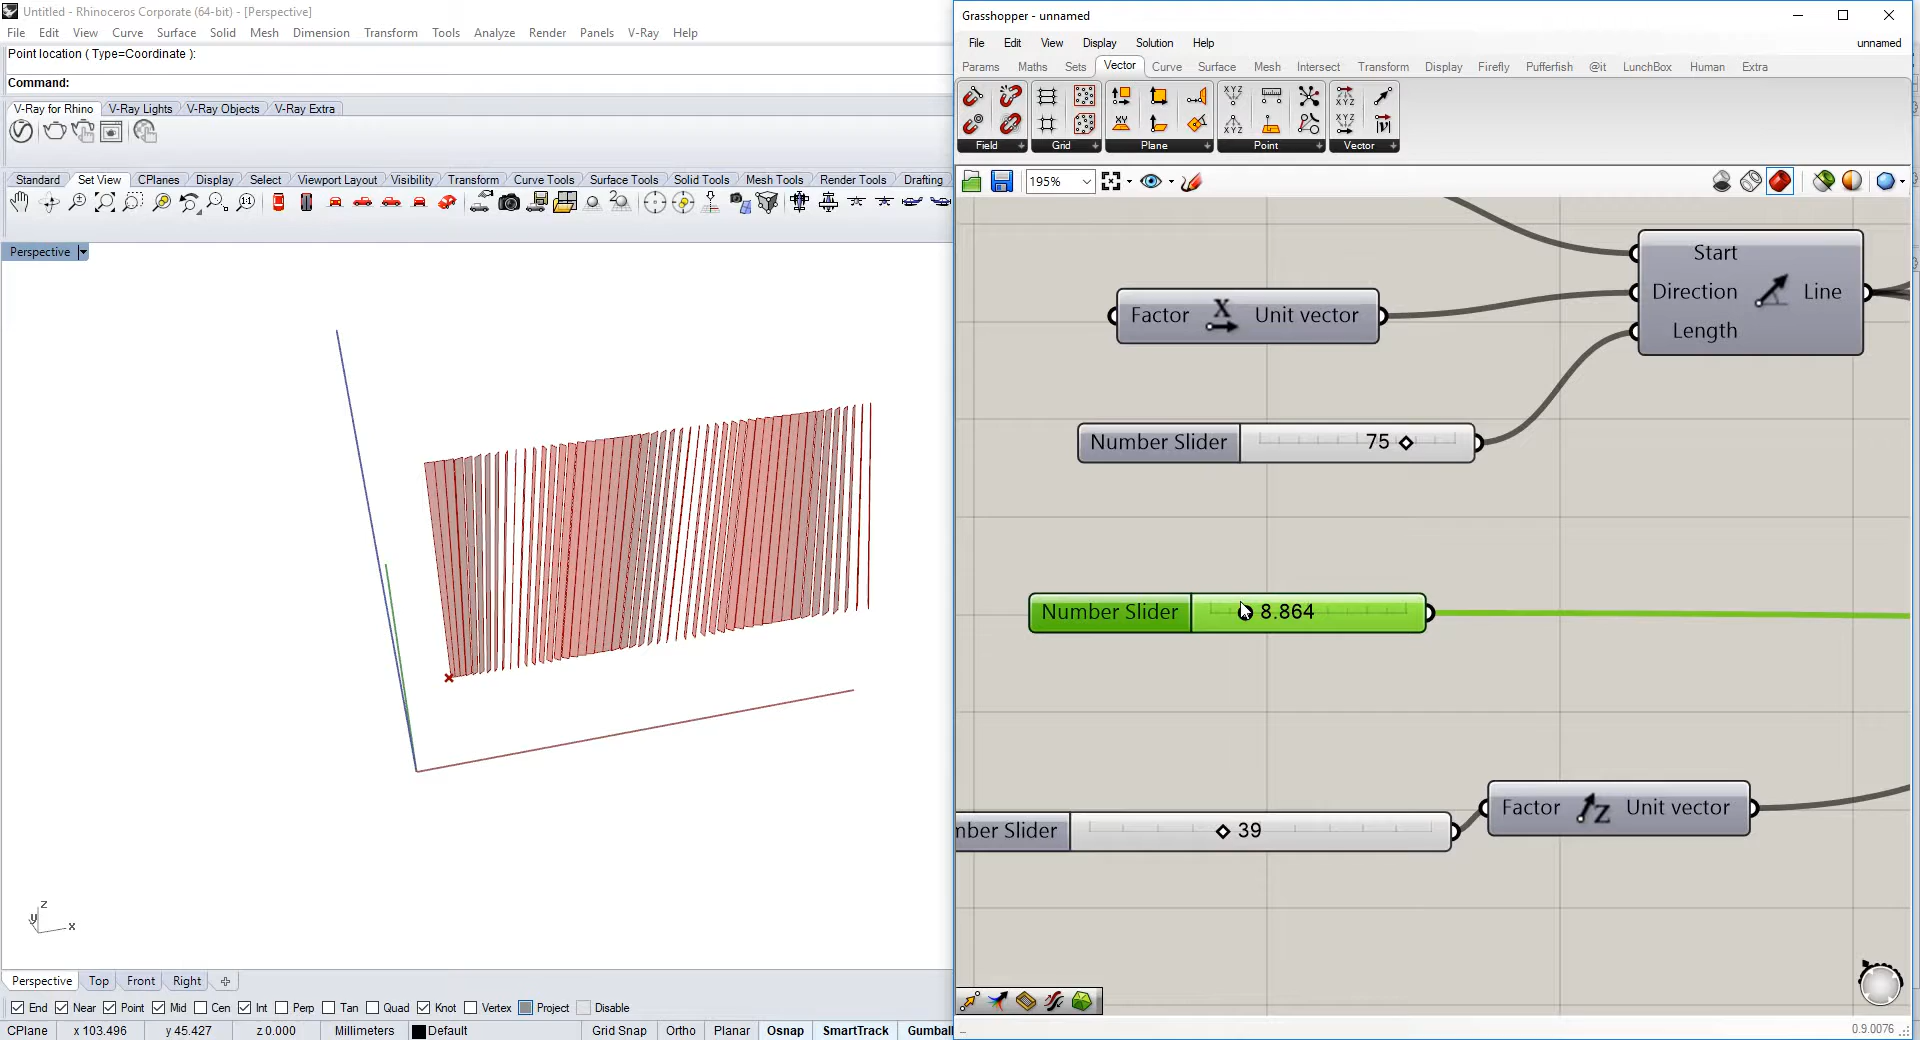 Untitled - Rhinoceros Corporate (64-bit) - [Perspective]
File Edit View Curve Surface Solid Mesh Dimension Transform Tools Analyze Render Panels V-Ray Help
Point location ( Type=Coordinate ):
Command:
V-Ray for Rhino V-Ray Lights V-Ray Objects V-Ray Extra
Standard Set View CPlanes Display Select Viewport Layout Visibility Transform Curve Tools Surface Tools Solid Tools Mesh Tools Render Tools Drafting
Perspective
z
y
x
Perspective Top Front Right
End Near Point Mid Cen Int Perp Tan Quad Knot Vertex Project Disable
CPlane x 103.496 y 45.427 z 0.000 Millimeters Default Grid Snap Ortho Planar Osnap SmartTrack Gumball
Grasshopper - unnamed
File Edit View Display Solution Help
unnamed
Params Maths Sets Vector Curve Surface Mesh Intersect Transform Display Firefly Pufferfish @it LunchBox Human Extra
Field Grid Plane Point Vector
195%
Start
Direction Line
Length
Factor X Unit vector
Number Slider 75
Number Slider 8.864
Factor Z Unit vector
mber Slider 39
0.9.0076